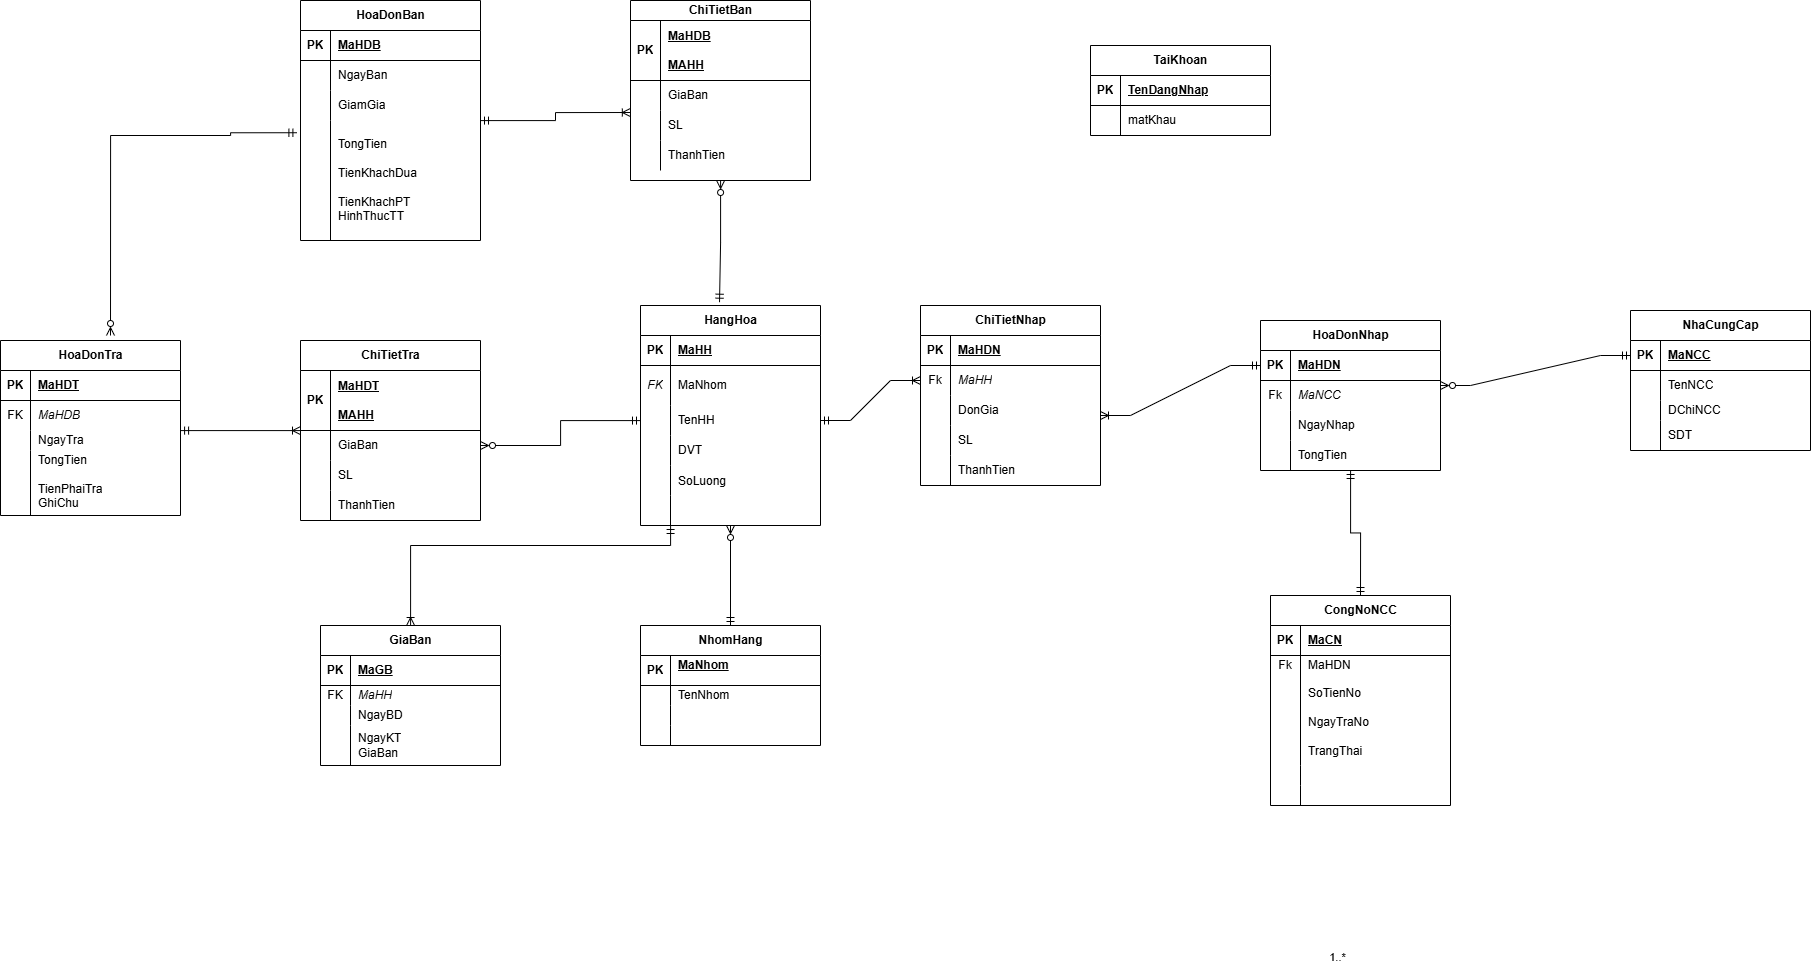 HoaDonBan
PK MaHDB
NgayBan
GiamGia
TongTien
TienKhachDua
TienKhachPT
HinhThucTT
ChiTietBan
PK
MaHDB
MAHH
GiaBan
SL
ThanhTien
TaiKhoan
PK TenDangNhap
matKhau
HoaDonTra
PK MaHDT
FK MaHDB
NgayTra
TongTien
TienPhaiTra
GhiChu
ChiTietTra
PK
MaHDT
MAHH
GiaBan
SL
ThanhTien
HangHoa
PK MaHH
FK MaNhom
TenHH
DVT
SoLuong
ChiTietNhap
PK MaHDN
Fk MaHH
DonGia
SL
ThanhTien
HoaDonNhap
PK MaHDN
Fk MaNCC
NgayNhap
TongTien
NhaCungCap
PK MaNCC
TenNCC
DChiNCC
SDT
GiaBan
PK MaGB
FK MaHH
NgayBD
NgayKT
GiaBan
NhomHang
PK MaNhom
TenNhom
CongNoNCC
PK MaCN
Fk MaHDN
SoTienNo
NgayTraNo
TrangThai
1..*